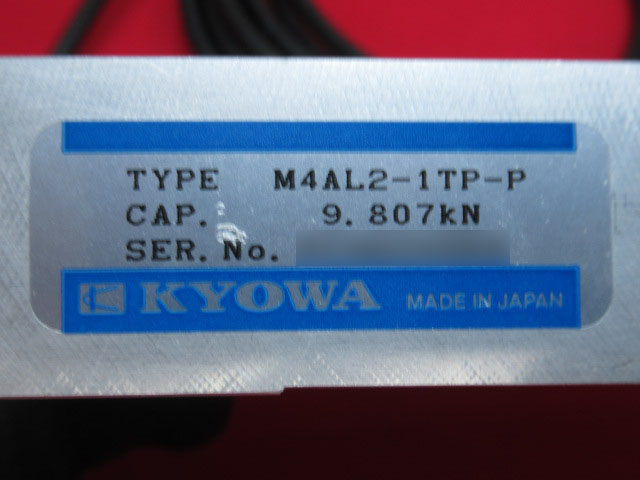 TYPE M4AL2-1TP-P
CAP. 9.807kN
SER. No.
KYOWA MADE IN JAPAN